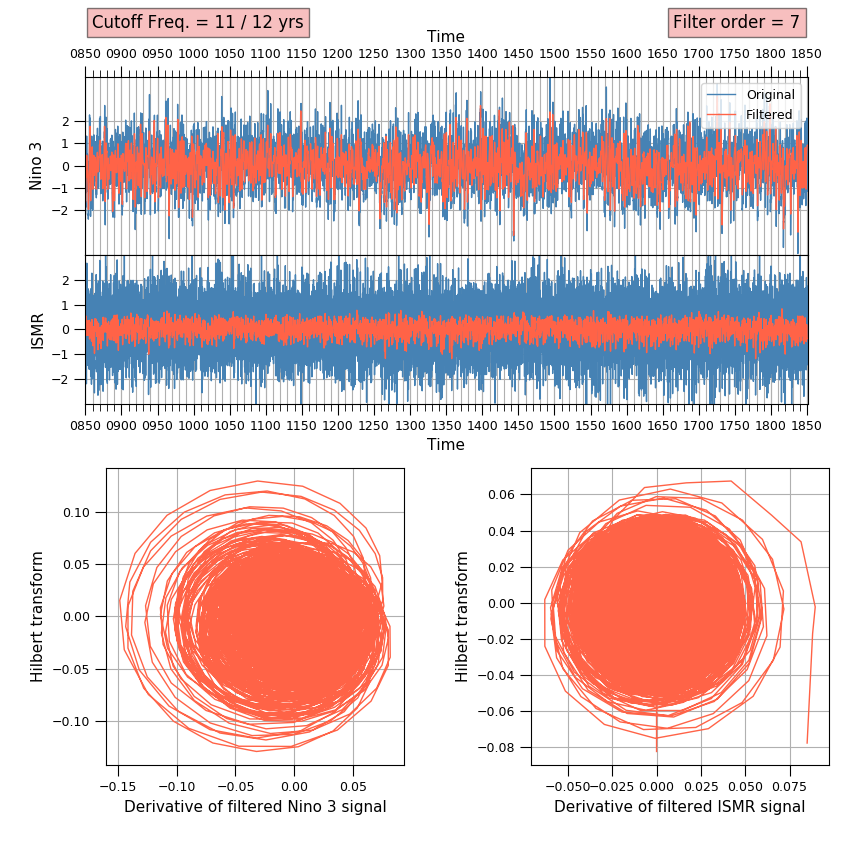 Cutoff Freq. = 11 / 12 yrs
Filter order = 7
Time
0850 0900 0950 1000 1050 1100 1150 1200 1250 1300 1350 1400 1450 1500 1550 1600 1650 1700 1750 1800 1850
Original
Filtered
Nino 3
2
1
0
−1
−2
ISMR
2
1
0
−1
−2
0850 0900 0950 1000 1050 1100 1150 1200 1250 1300 1350 1400 1450 1500 1550 1600 1650 1700 1750 1800 1850
Time
Hilbert transform
0.10
0.05
0.00
−0.05
−0.10
−0.15 −0.10 −0.05 0.00 0.05
Derivative of filtered Nino 3 signal
Hilbert transform
0.06
0.04
0.02
0.00
−0.02
−0.04
−0.06
−0.08
−0.050 −0.025 0.000 0.025 0.050 0.075
Derivative of filtered ISMR signal